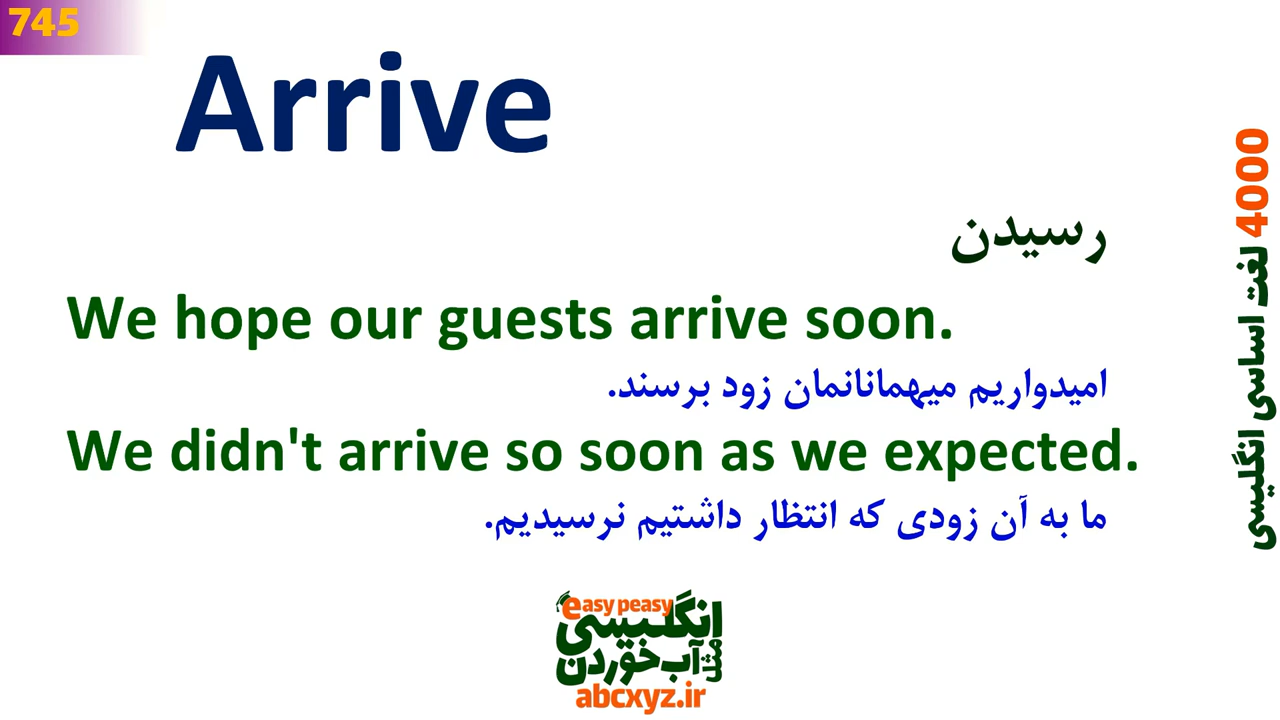 745
Arrive
رسیدن
We hope our guests arrive soon.
امیدواریم میهمانانمان زود برسند.
We didn't arrive so soon as we expected.
ما به آن زودی که انتظار داشتیم نرسیدیم.
4000 لغت اساسی انگلیسی
easy peasy
انگلیسی
مثل آب خوردن
abcxyz.ir